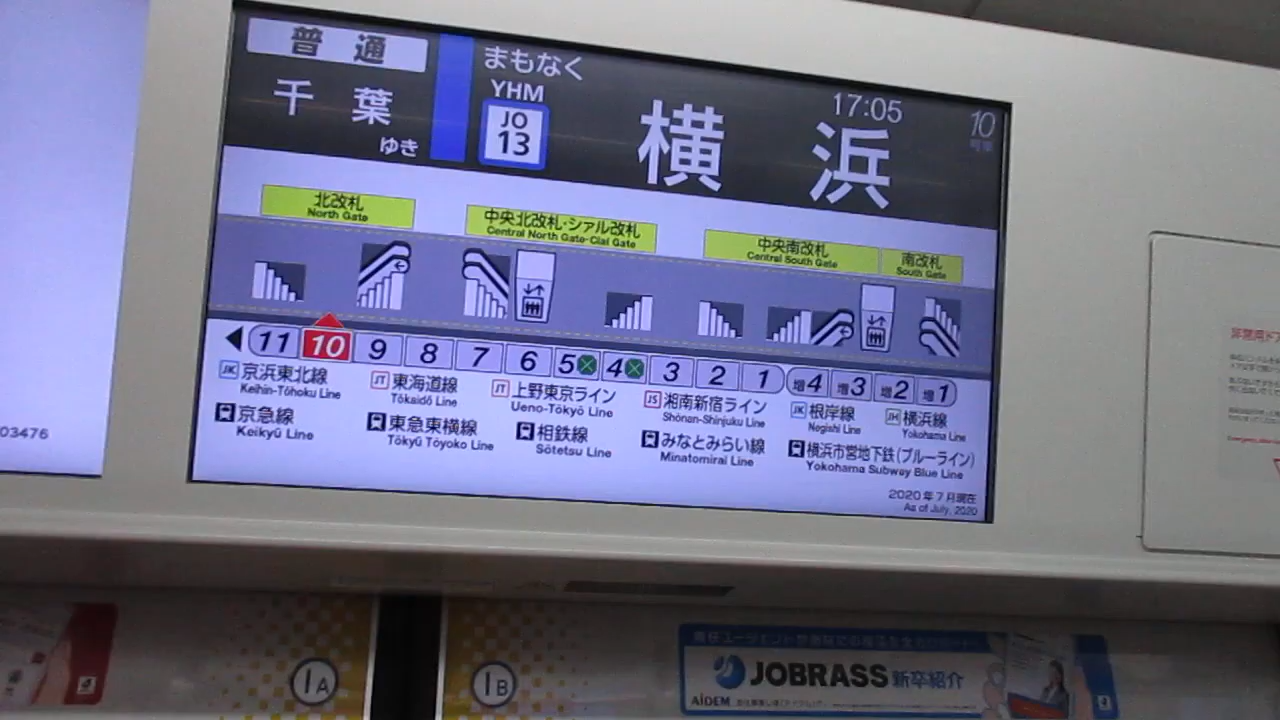 普通
千葉
ゆき
まもなく
YHM
JO
13
横浜
17:05
10
号車
北改札
North Gate
中央北改札・シァル改札
Central North Gate・Cial Gate
中央南改札
Central South Gate
南改札
South Gate
11 10 9 8 7 6 5 4 3 2 1 増4 増3 増2 増1
JK 京浜東北線
Keihin-Tōhoku Line
JT 東海道線
Tōkaidō Line
JT 上野東京ライン
Ueno-Tōkyō Line
JS 湘南新宿ライン
Shōnan-Shinjuku Line
JK 根岸線
Negishi Line
JH 横浜線
Yokohama Line
京急線
Keikyū Line
東急東横線
Tōkyū Tōyoko Line
相鉄線
Sōtetsu Line
みなとみらい線
Minatomirai Line
横浜市営地下鉄(ブルーライン)
Yokohama Subway Blue Line
2020年7月現在
As of July, 2020
03476
1A
1B
JOBRASS 新卒紹介
AIDEM